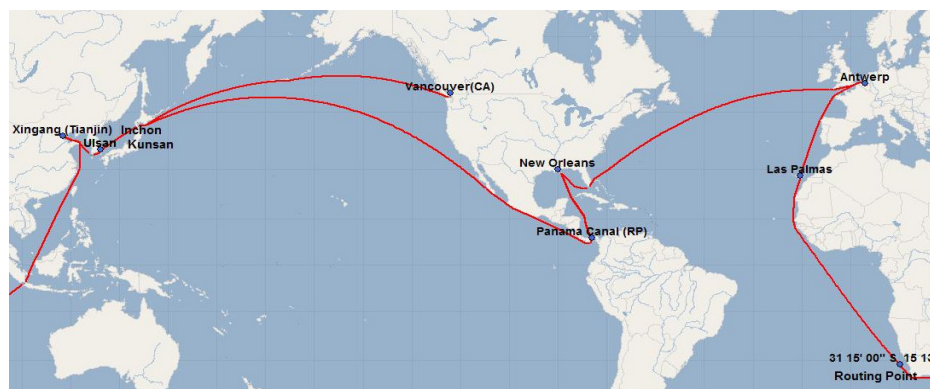 Vancouver(CA)
Antwerp
Xingang (Tianjin) Inchon
Ulsan Kunsan
New Orleans
Las Palmas
Panama Canal (RP)
31 15' 00" S, 15 13
Routing Point